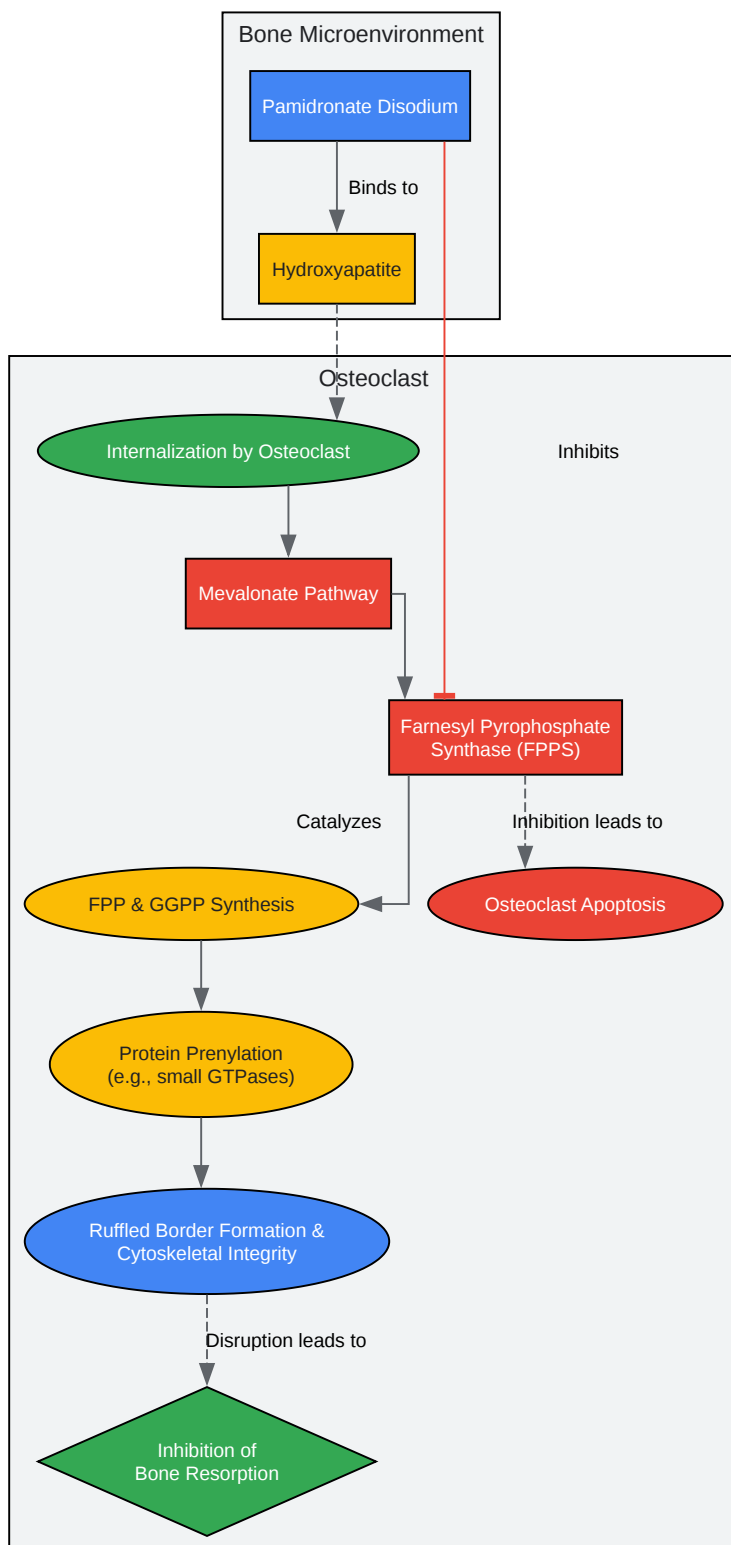 Bone Microenvironment
Pamidronate Disodium
Binds to
Hydroxyapatite
Osteoclast
Internalization by Osteoclast
Inhibits
Mevalonate Pathway
Farnesyl Pyrophosphate
Synthase (FPPS)
Catalyzes
Inhibition leads to
FPP & GGPP Synthesis
Osteoclast Apoptosis
Protein Prenylation
(e.g., small GTPases)
Ruffled Border Formation &
Cytoskeletal Integrity
Disruption leads to
Inhibition of
Bone Resorption